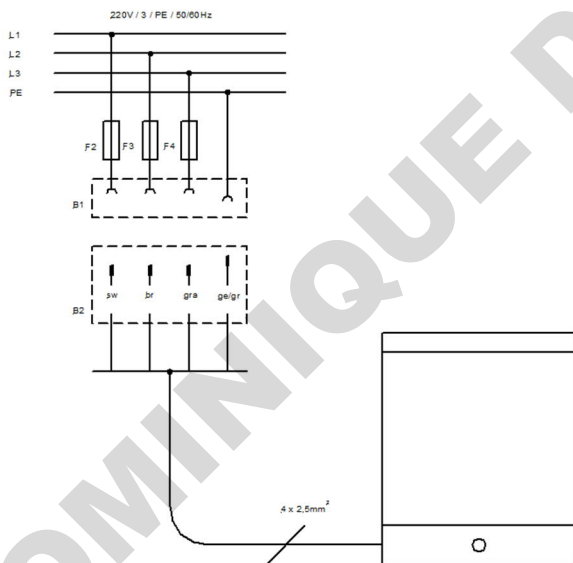 220V / 3 / PE / 50/60Hz
L1
L2
L3
PE
F2 F3 F4
B1
sw br gra ge/gr
B2
4 x 2,5mm²
OMINIQUE D